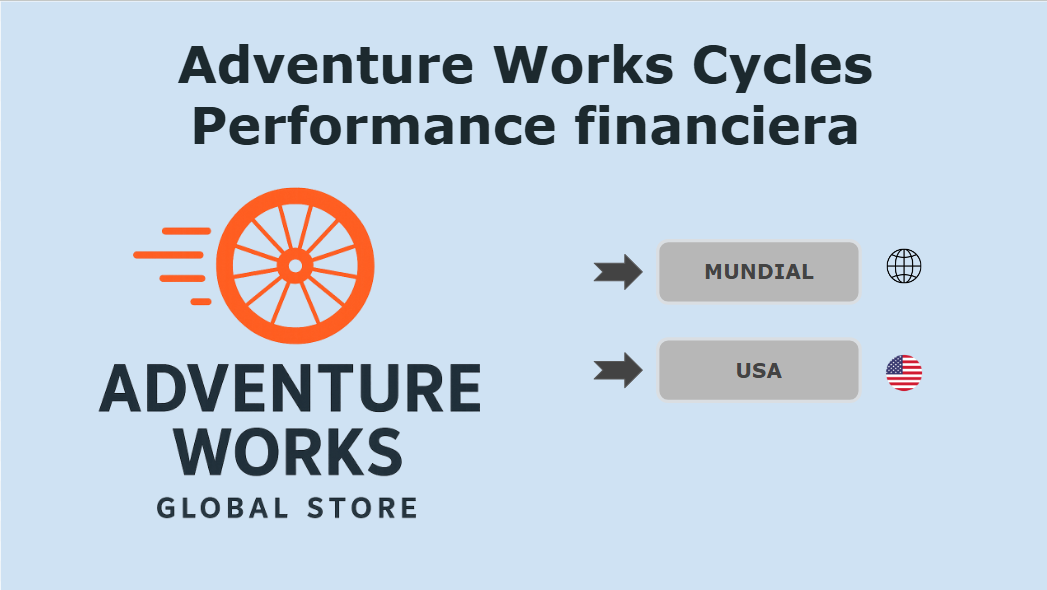 Adventure Works Cycles
Performance financiera
ADVENTURE
WORKS
GLOBAL STORE
MUNDIAL
USA